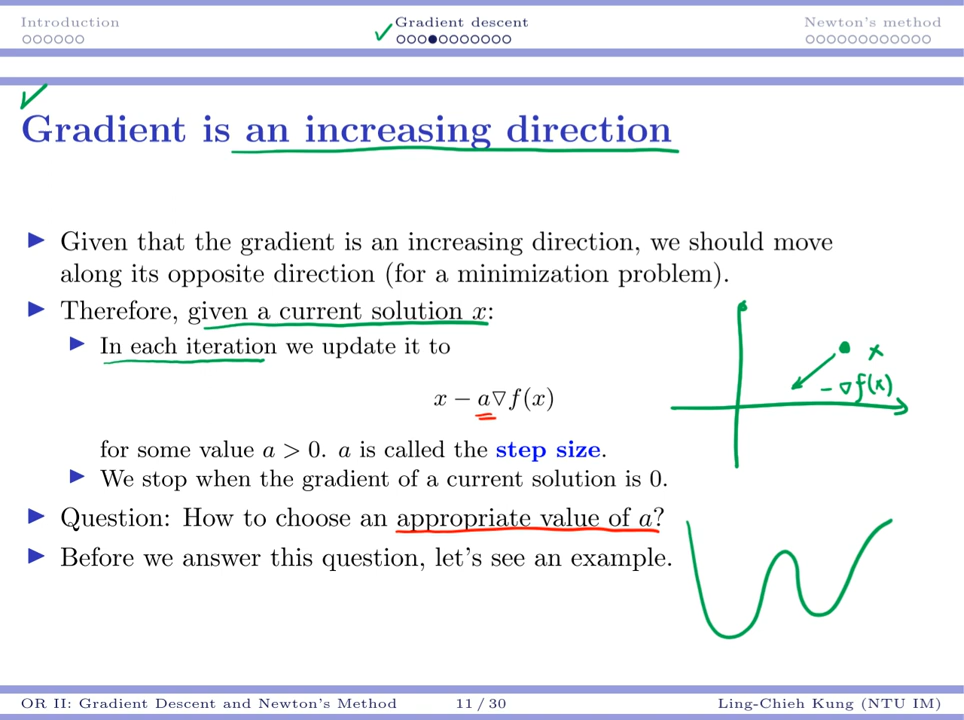 Introduction
Gradient descent
Newton's method
Gradient is an increasing direction
▶ Given that the gradient is an increasing direction, we should move
along its opposite direction (for a minimization problem).
▶ Therefore, given a current solution x:
▶ In each iteration we update it to
x − a▽f(x)
for some value a > 0. a is called the step size.
▶ We stop when the gradient of a current solution is 0.
▶ Question: How to choose an appropriate value of a?
▶ Before we answer this question, let's see an example.
x
− ▽f(x)
OR II: Gradient Descent and Newton's Method
11 / 30
Ling-Chieh Kung (NTU IM)